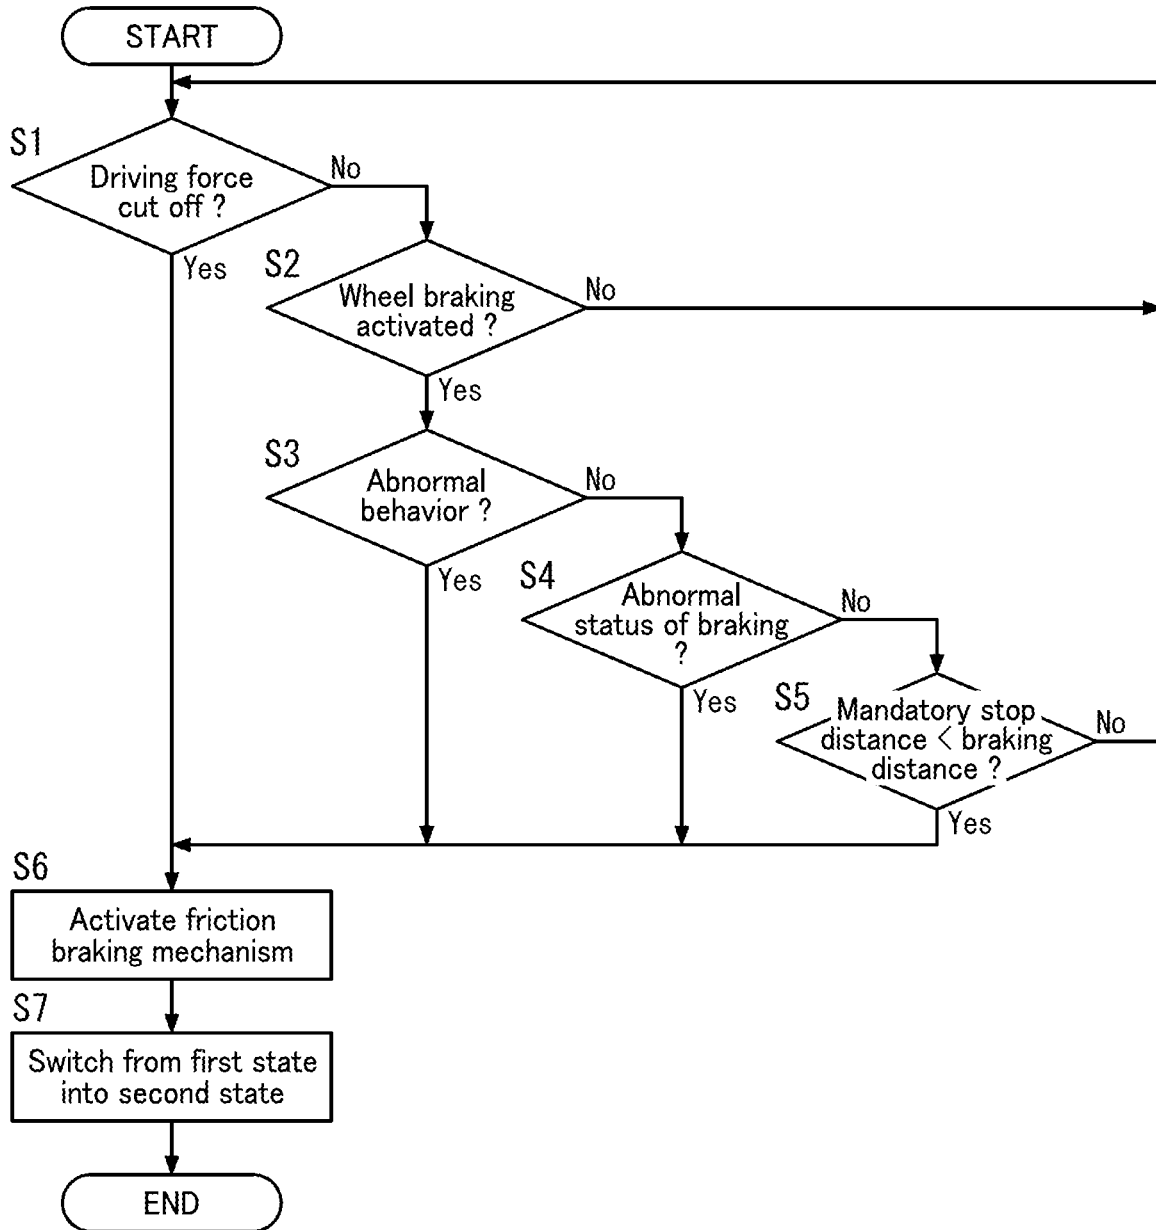 START
S1
Driving force
cut off ?
No
Yes
S2
Wheel braking
activated ?
No
Yes
S3
Abnormal
behavior ?
No
Yes
S4
Abnormal
status of braking
?
No
Yes
S5
Mandatory stop
distance < braking
distance ?
No
Yes
S6
Activate friction
braking mechanism
S7
Switch from first state
into second state
END